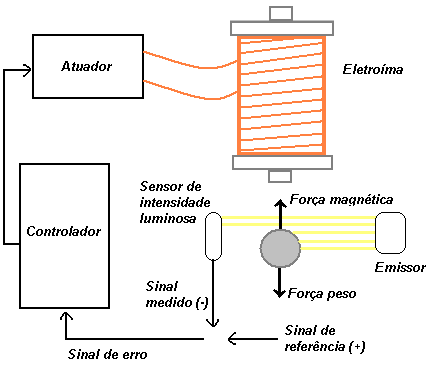 Atuador
Eletroíma
Sensor de
intensidade
luminosa
Força magnética
Controlador
Emissor
Sinal
medido (-)
Força peso
Sinal de
referência (+)
Sinal de erro